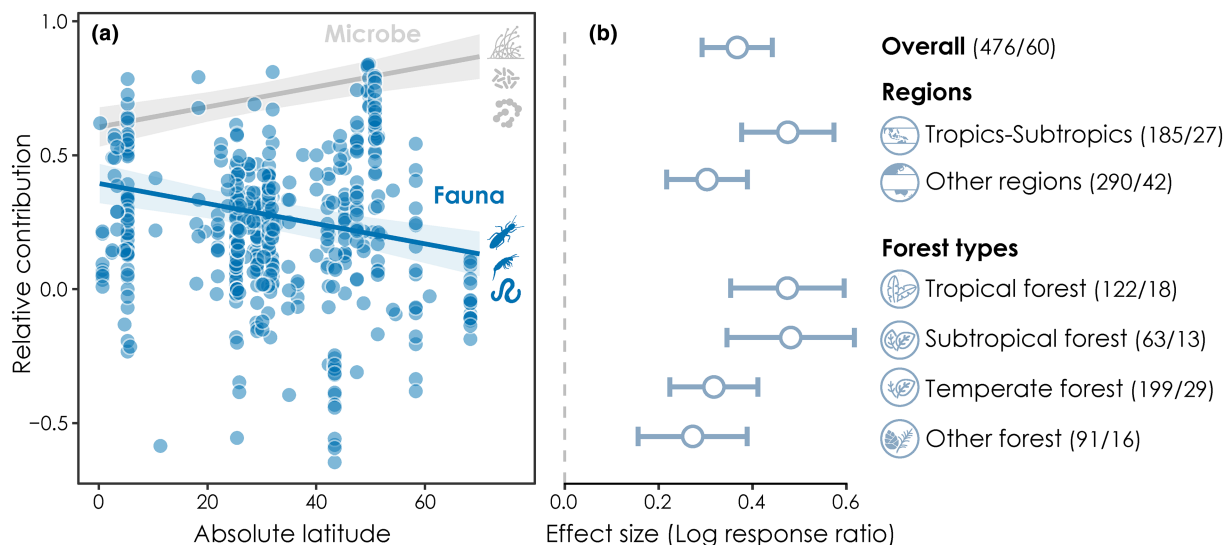 (a)
Microbe
Fauna
1.0
0.5
0.0
−0.5
Relative contribution
0
20
40
60
Absolute latitude
(b)
Overall (476/60)
Regions
Tropics-Subtropics (185/27)
Other regions (290/42)
Forest types
Tropical forest (122/18)
Subtropical forest (63/13)
Temperate forest (199/29)
Other forest (91/16)
0.0
0.2
0.4
0.6
Effect size (Log response ratio)